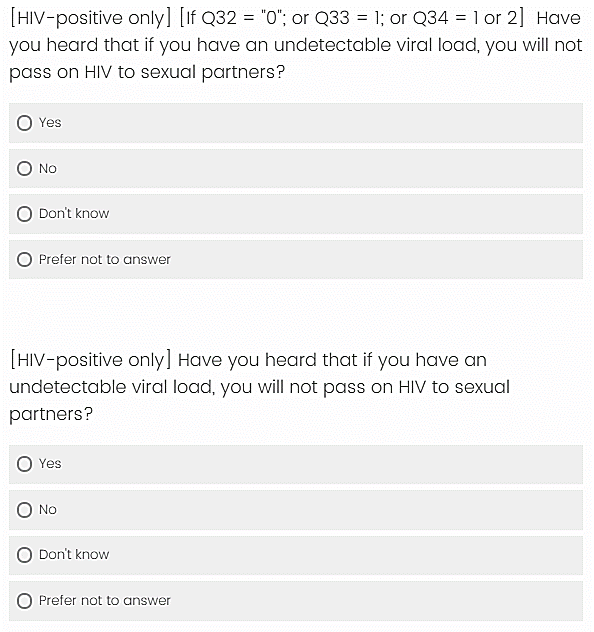 [HIV-positive only] [If Q32 = "0"; or Q33 = 1; or Q34 = 1 or 2]  Have
you heard that if you have an undetectable viral load, you will not
pass on HIV to sexual partners?
Yes
No
Don't know
Prefer not to answer
[HIV-positive only] Have you heard that if you have an
undetectable viral load, you will not pass on HIV to sexual
partners?
Yes
No
Don't know
Prefer not to answer